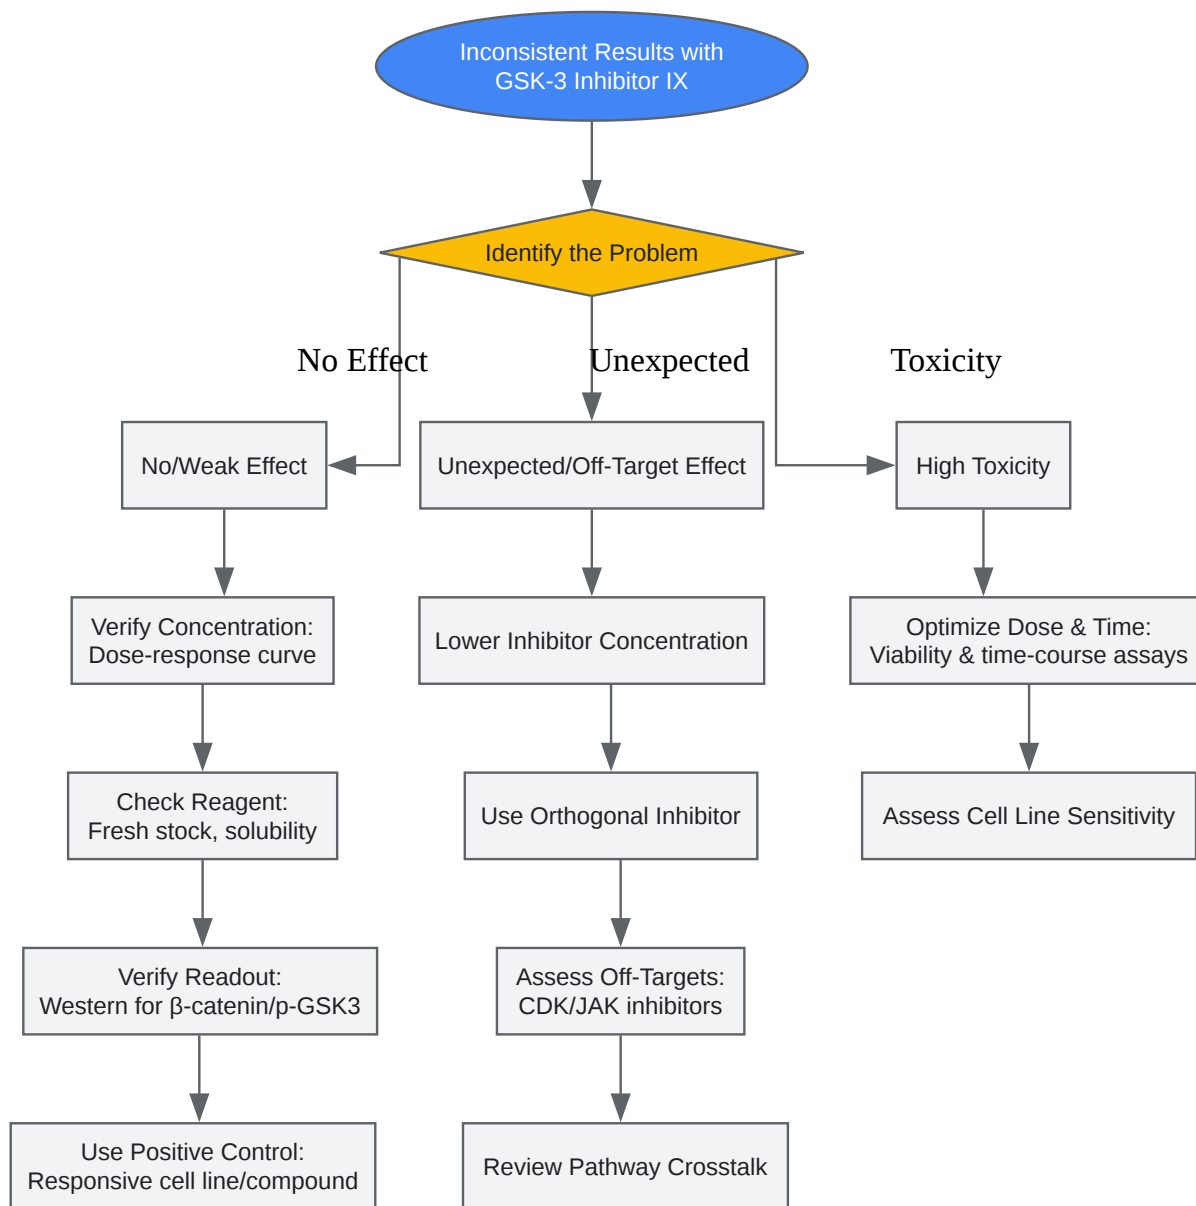 Inconsistent Results with
GSK-3 Inhibitor IX
Identify the Problem
No Effect
Unexpected
Toxicity
No/Weak Effect
Unexpected/Off-Target Effect
High Toxicity
Verify Concentration:
Dose-response curve
Lower Inhibitor Concentration
Optimize Dose & Time:
Viability & time-course assays
Check Reagent:
Fresh stock, solubility
Use Orthogonal Inhibitor
Assess Cell Line Sensitivity
Verify Readout:
Western for β-catenin/p-GSK3
Assess Off-Targets:
CDK/JAK inhibitors
Use Positive Control:
Responsive cell line/compound
Review Pathway Crosstalk